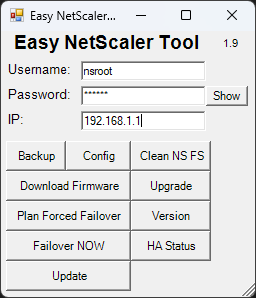 Easy NetScaler...
Easy NetScaler Tool 1.9
Username: nsroot
Password: ****** Show
IP: 192.168.1.1
Backup Config Clean NS FS
Download Firmware Upgrade
Plan Forced Failover Version
Failover NOW HA Status
Update